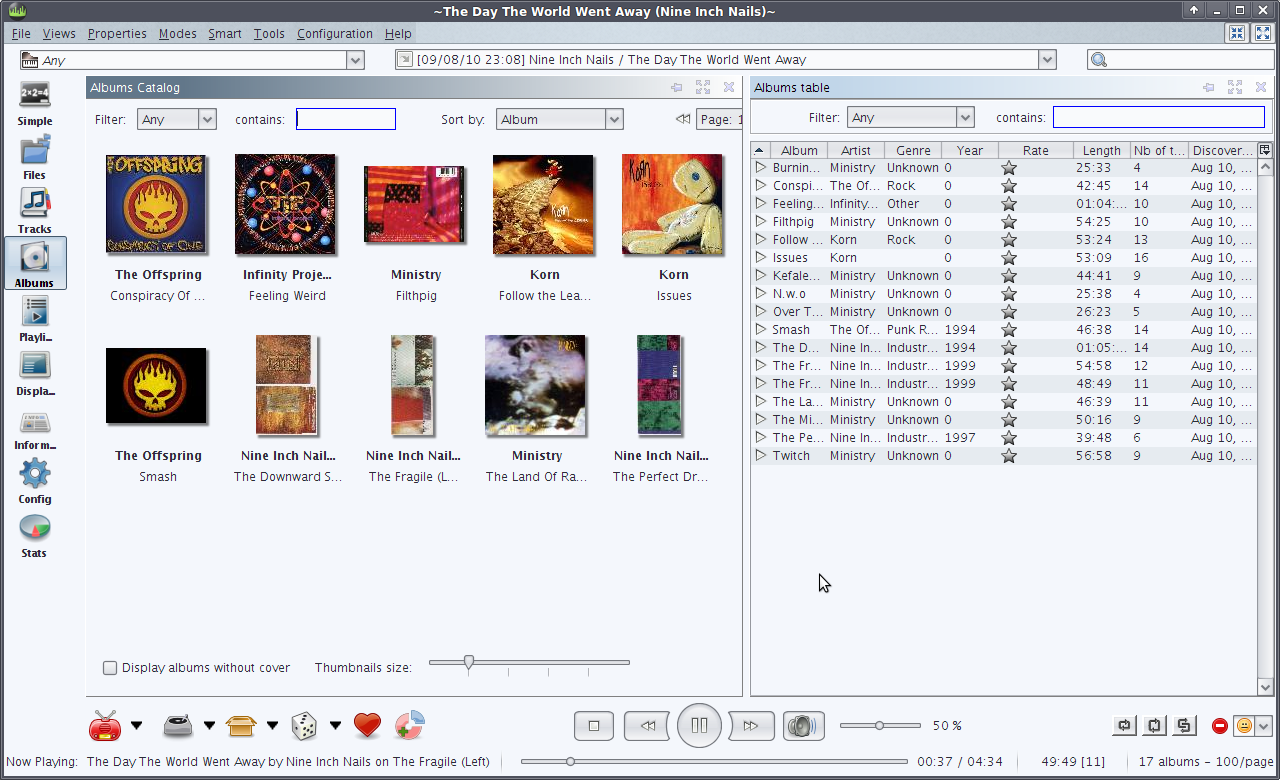 ~The Day The World Went Away (Nine Inch Nails)~
File Views Properties Modes Smart Tools Configuration Help
Any
[09/08/10 23:08] Nine Inch Nails / The Day The World Went Away
2×2=4
Simple
Files
Tracks
Albums
Playli...
Displa...
Inform...
Config
Stats
Albums Catalog
Filter: Any contains: Sort by: Album Page: 1
THE OFFSPRING
CONSPIRACY OF ONE
Korn
Korn
ISSUES
The Offspring Infinity Proje... Ministry Korn Korn
Conspiracy Of ... Feeling Weird Filthpig Follow the Lea... Issues
The Offspring Nine Inch Nail... Nine Inch Nail... Ministry Nine Inch Nail...
Smash The Downward S... The Fragile (L... The Land Of Ra... The Perfect Dr...
Display albums without cover Thumbnails size:
Albums table
Filter: Any contains:
Album Artist Genre Year Rate Length Nb of t... Discover...
Burnin... Ministry Unknown 0 25:33 4 Aug 10, ...
Conspi... The Of... Rock 0 42:45 14 Aug 10, ...
Feeling... Infinity... Other 0 01:04:... 10 Aug 10, ...
Filthpig Ministry Unknown 0 54:25 10 Aug 10, ...
Follow ... Korn Rock 0 53:24 13 Aug 10, ...
Issues Korn 0 53:09 16 Aug 10, ...
Kefale... Ministry Unknown 0 44:41 9 Aug 10, ...
N.w.o Ministry Unknown 0 25:38 4 Aug 10, ...
Over T... Ministry Unknown 0 26:23 5 Aug 10, ...
Smash The Of... Punk R... 1994 46:38 14 Aug 10, ...
The D... Nine In... Industr... 1994 01:05:... 14 Aug 10, ...
The Fr... Nine In... Industr... 1999 54:58 12 Aug 10, ...
The Fr... Nine In... Industr... 1999 48:49 11 Aug 10, ...
The La... Ministry Unknown 0 46:39 11 Aug 10, ...
The Mi... Ministry Unknown 0 50:16 9 Aug 10, ...
The Pe... Nine In... Industr... 1997 39:48 6 Aug 10, ...
Twitch Ministry Unknown 0 56:58 9 Aug 10, ...
50 %
Now Playing: The Day The World Went Away by Nine Inch Nails on The Fragile (Left) 00:37 / 04:34 49:49 [11] 17 albums – 100/page